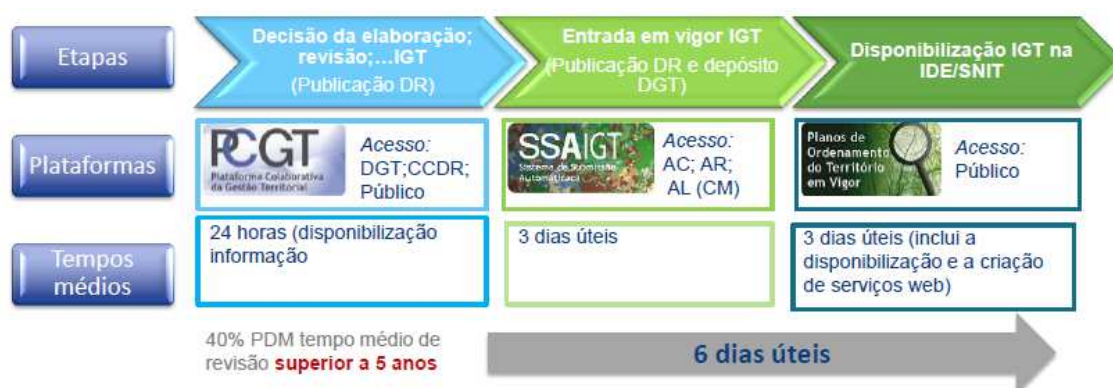 Etapas
Decisão da elaboração;
revisão;...IGT
(Publicação DR)
Entrada em vigor IGT
(Publicação DR e depósito
DGT)
Disponibilização IGT na
IDE/SNIT
Plataformas
PCGT
Plataforma Colaborativa
da Gestão Territorial
Acesso:
DGT;CCDR;
Público
SSAIGT
Sistema de Submissão
Automática
Acesso:
AC; AR;
AL (CM)
Planos de
Ordenamento
do Território
em Vigor
Acesso:
Público
Tempos
médios
24 horas (disponibilização
informação
3 dias úteis
3 dias úteis (inclui a
disponibilização e a criação
de serviços web)
40% PDM tempo médio de
revisão superior a 5 anos
6 dias úteis